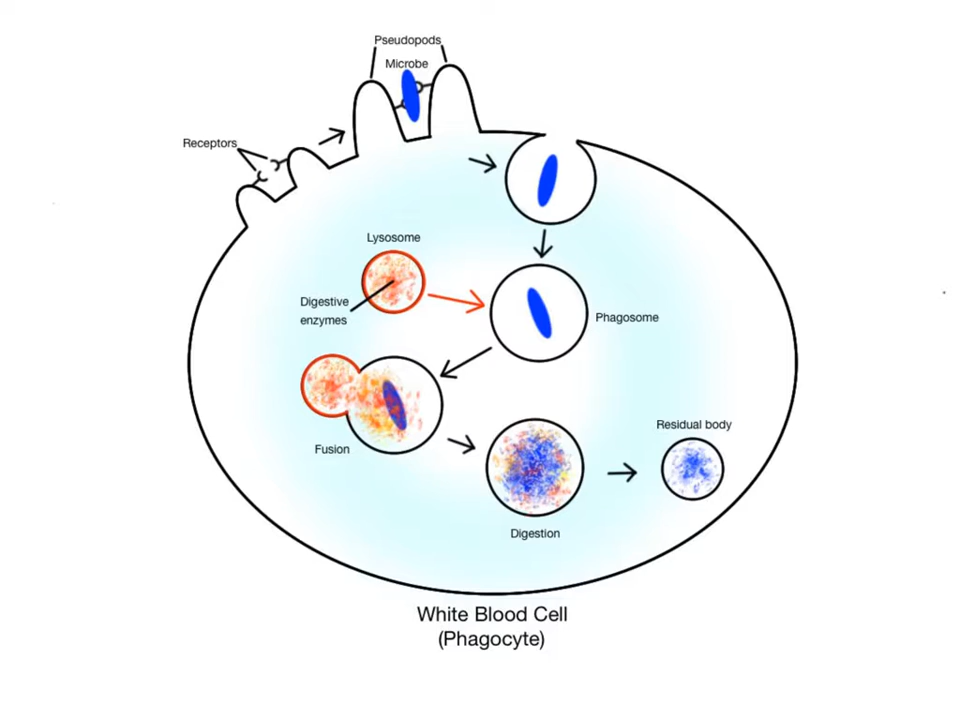 Pseudopods
Microbe
Receptors
Lysosome
Digestive
enzymes
Phagosome
Fusion
Residual body
Digestion
White Blood Cell
(Phagocyte)